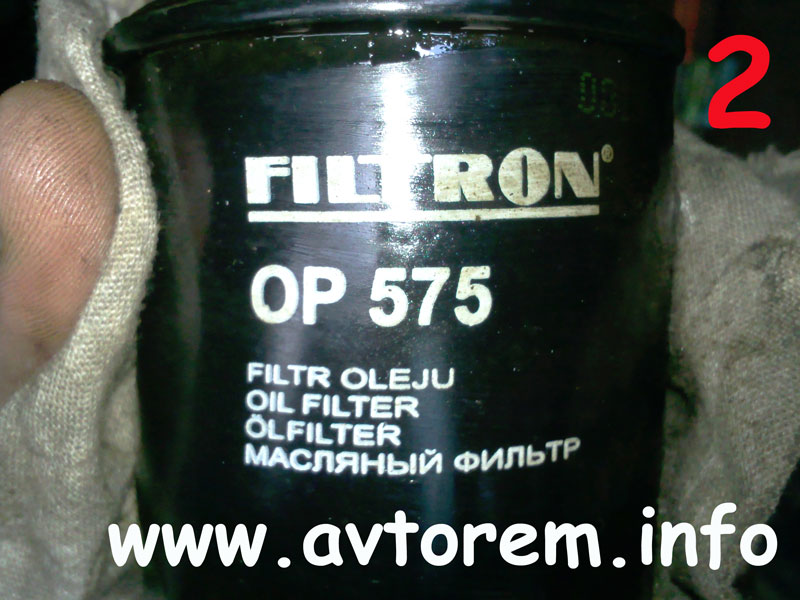 2
FILTRON®
OP 575
FILTR OLEJU
OIL FILTER
ÖLFILTER
МАСЛЯНЫЙ ФИЛЬТР
www.avtorem.info